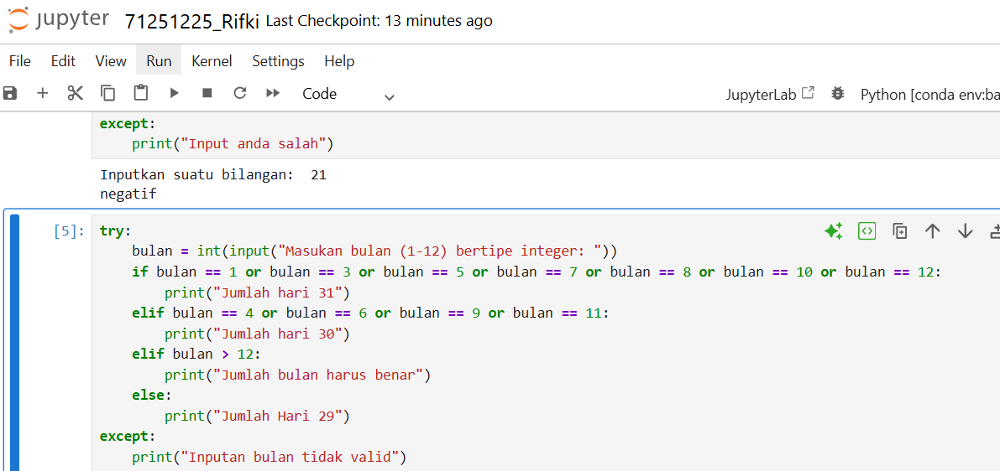 jupyter 71251225_Rifki Last Checkpoint: 13 minutes ago
File Edit View Run Kernel Settings Help
Code JupyterLab Python [conda env:ba
except:
    print("Input anda salah")
Inputkan suatu bilangan:  21
negatif
[5]: try:
    bulan = int(input("Masukan bulan (1-12) bertipe integer: "))
    if bulan == 1 or bulan == 3 or bulan == 5 or bulan == 7 or bulan == 8 or bulan == 10 or bulan == 12:
        print("Jumlah hari 31")
    elif bulan == 4 or bulan == 6 or bulan == 9 or bulan == 11:
        print("Jumlah hari 30")
    elif bulan > 12:
        print("Jumlah bulan harus benar")
    else:
        print("Jumlah Hari 29")
except:
    print("Inputan bulan tidak valid")